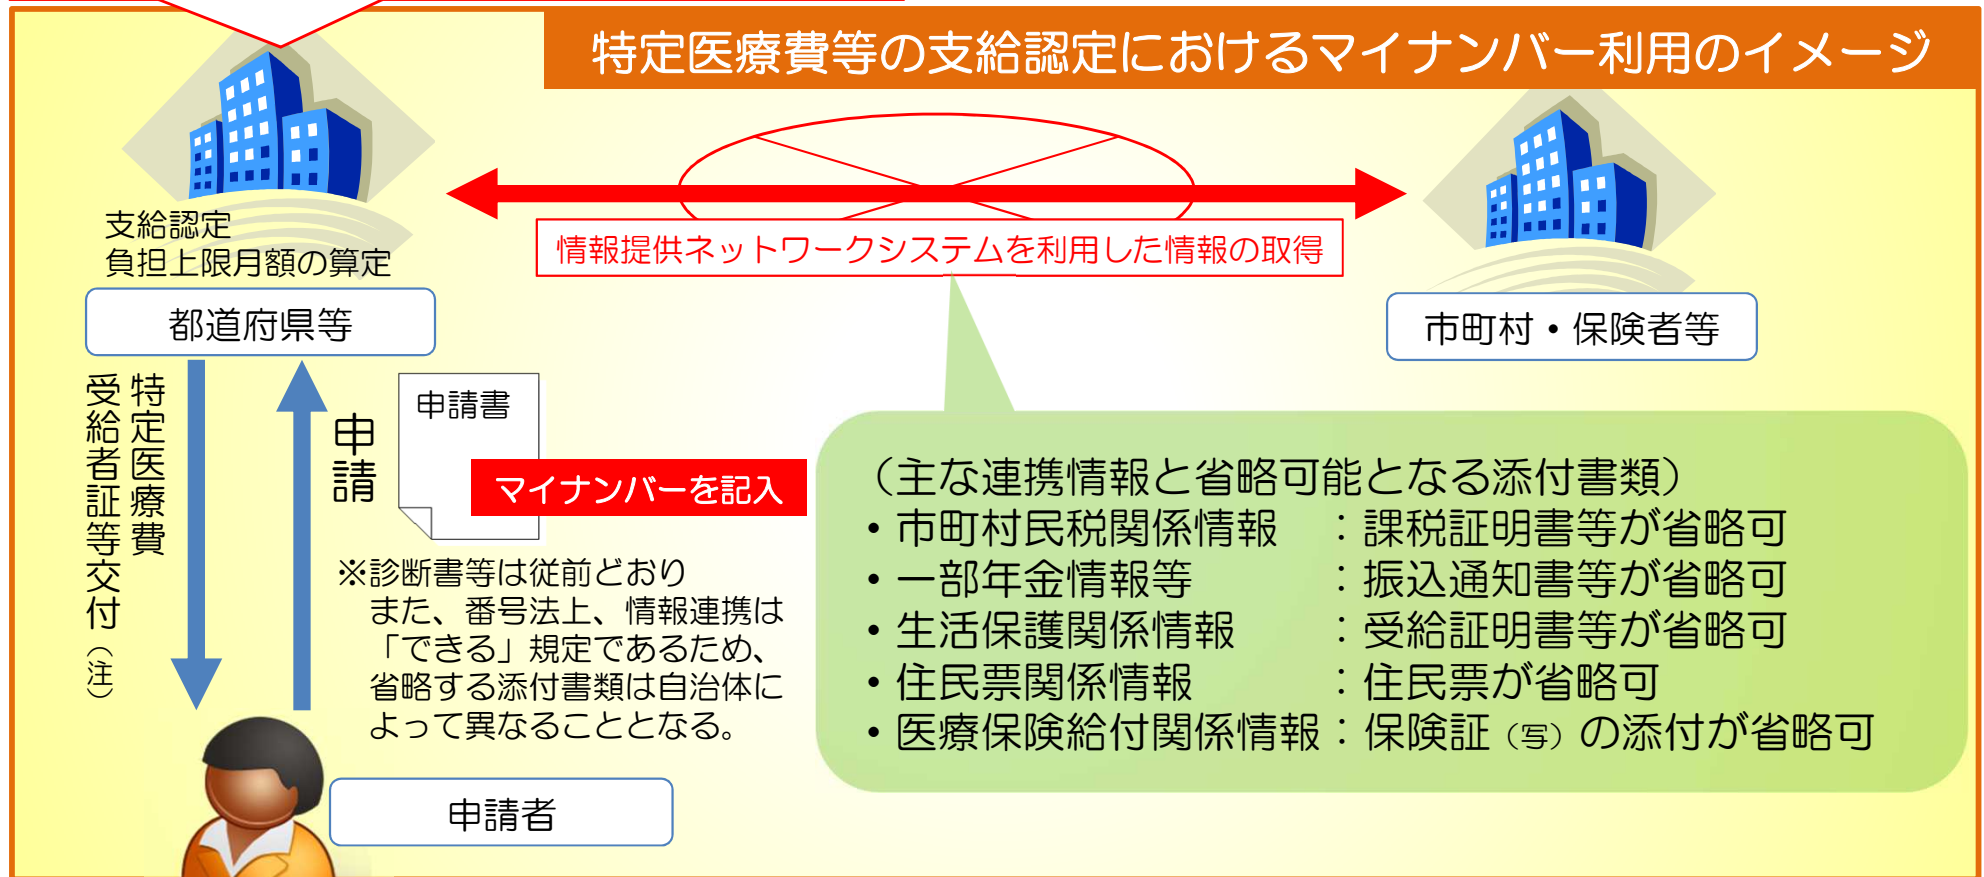 特定医療費等の支給認定におけるマイナンバー利用のイメージ
支給認定
負担上限月額の算定
都道府県等
情報提供ネットワークシステムを利用した情報の取得
市町村・保険者等
特定医療費
受給者証等交付（注）
申請
申請書
マイナンバーを記入
※診断書等は従前どおり
また、番号法上、情報連携は
「できる」規定であるため、
省略する添付書類は自治体に
よって異なることとなる。
申請者
（主な連携情報と省略可能となる添付書類）
・市町村民税関係情報　：課税証明書等が省略可
・一部年金情報等　　　：振込通知書等が省略可
・生活保護関係情報　　：受給証明書等が省略可
・住民票関係情報　　　：住民票が省略可
・医療保険給付関係情報：保険証（写）の添付が省略可